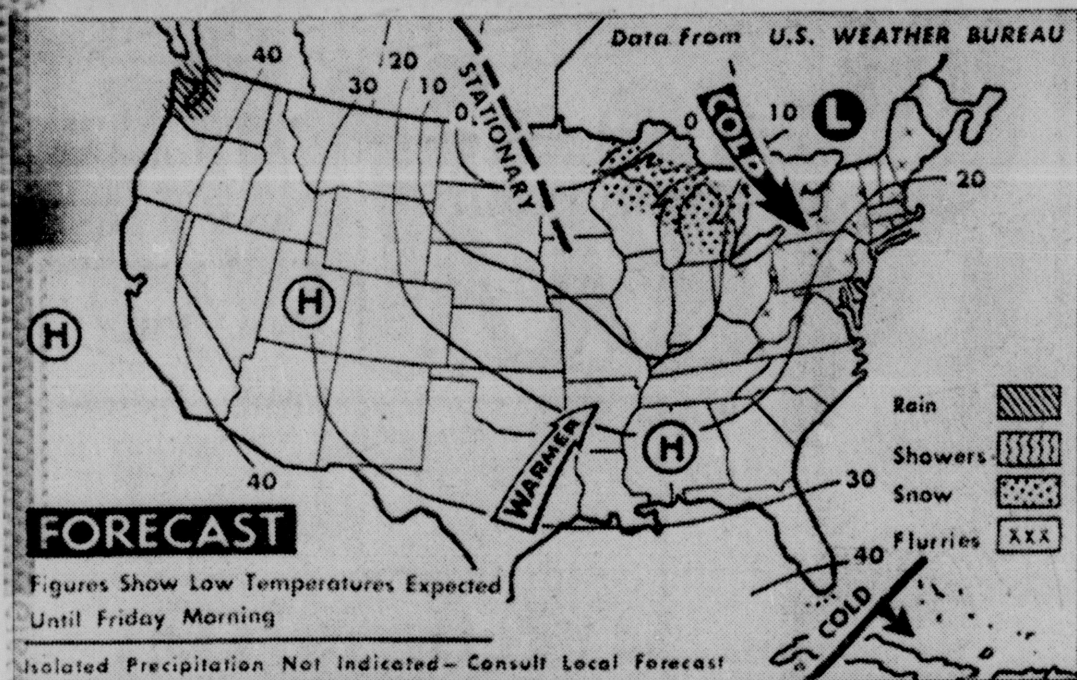 Data From U.S. WEATHER BUREAU
40
20
30
10
0
STATIONARY
0
COLD
10
L
20
H
H
H
WARMER
40
30
40
COLD
Rain
Showers
Snow
Flurries
XXX
FORECAST
Figures Show Low Temperatures Expected
Until Friday Morning
Isolated Precipitation Not Indicated— Consult Local Forecast